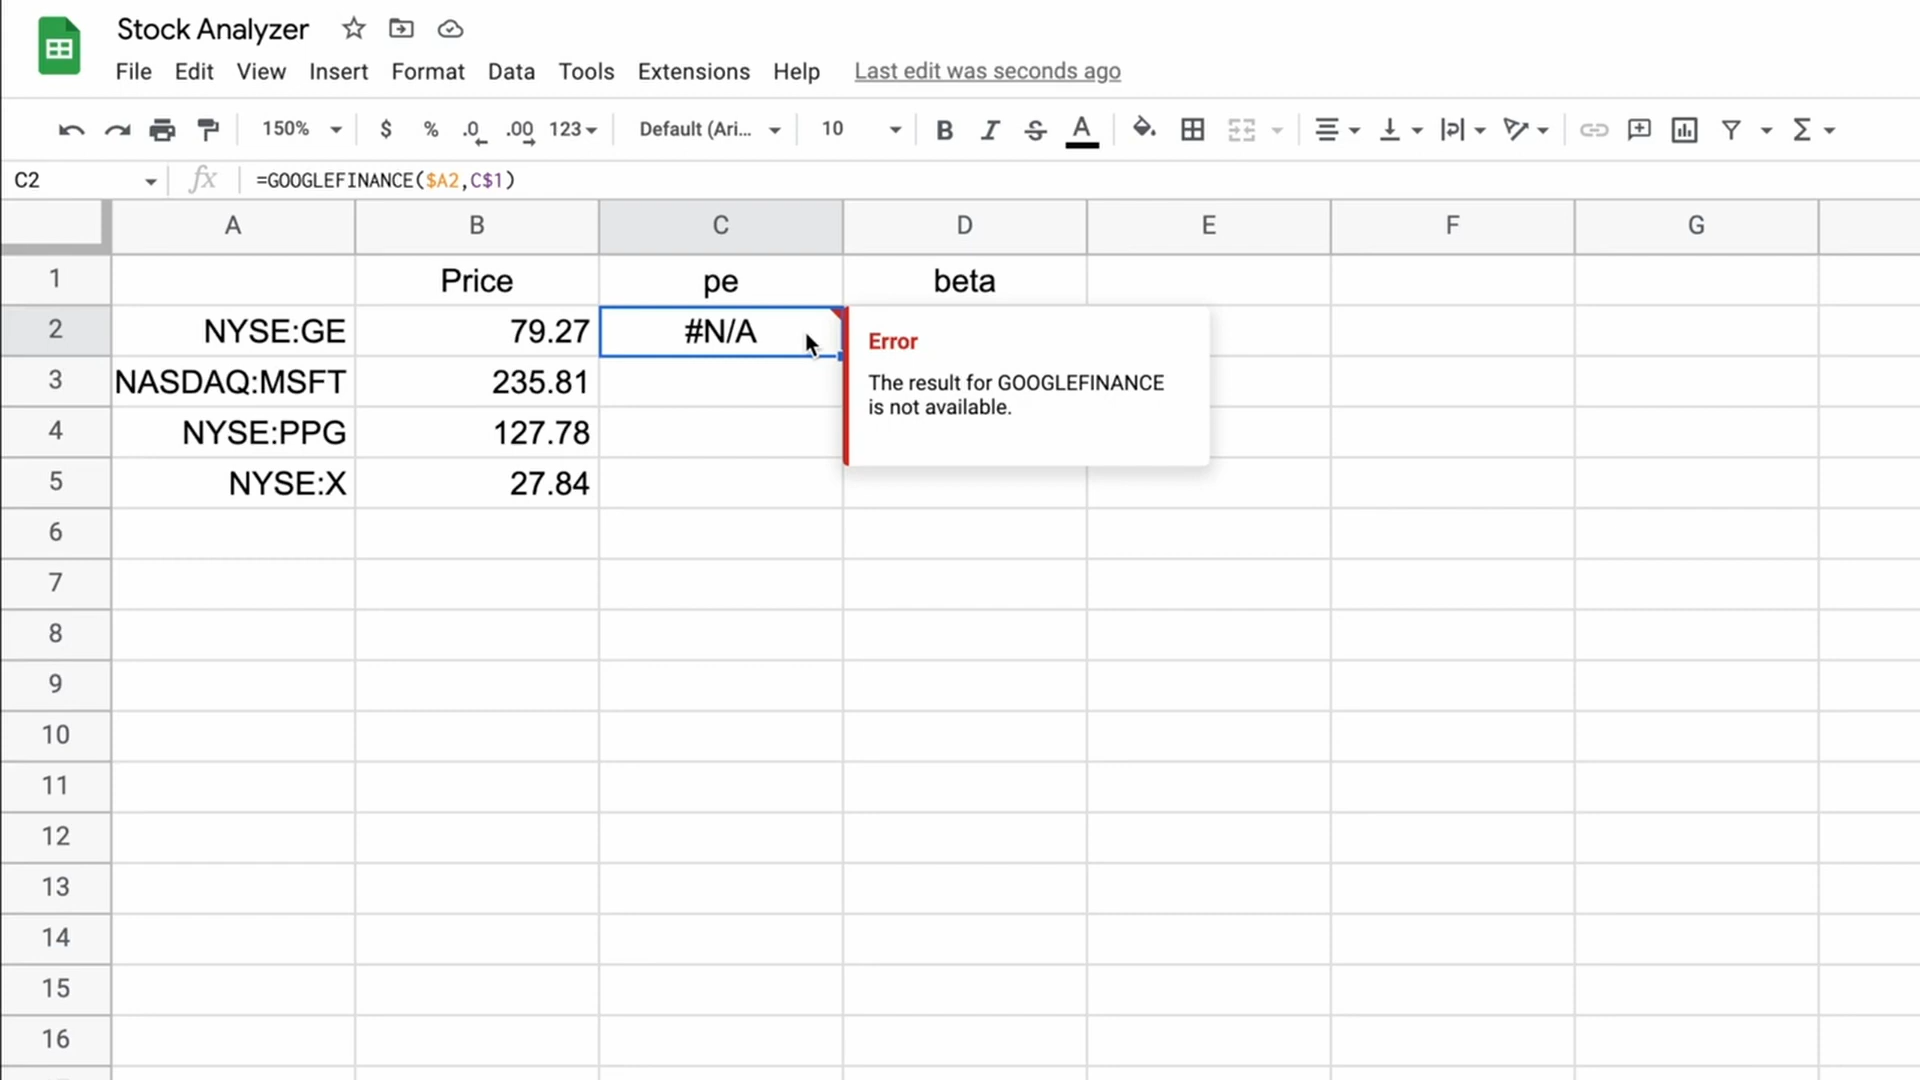 Stock Analyzer
File Edit View Insert Format Data Tools Extensions Help Last edit was seconds ago
150% $ % .0 .00 123 Default (Ari... 10 B I S A Σ
C2 fx =GOOGLEFINANCE($A2,C$1)
A B C D E F G
1 Price pe beta
2 NYSE:GE 79.27 #N/A
Error
The result for GOOGLEFINANCE
is not available.
3 NASDAQ:MSFT 235.81
4 NYSE:PPG 127.78
5 NYSE:X 27.84
6
7
8
9
10
11
12
13
14
15
16